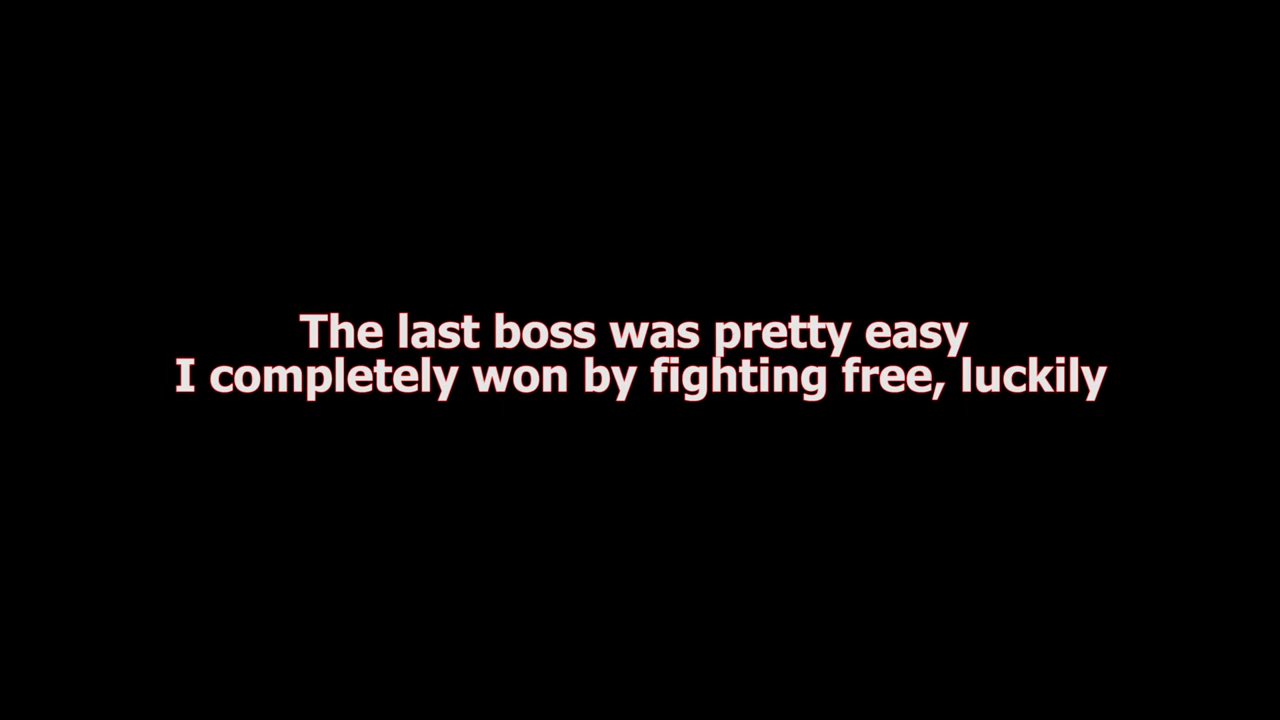 The last boss was pretty easy
I completely won by fighting free, luckily